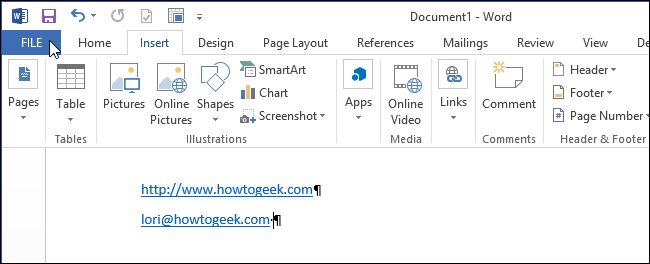 Document1 - Word
FILE Home Insert Design Page Layout References Mailings Review View De
Pages Table Pictures Online Pictures Shapes SmartArt Chart Screenshot Apps Online Video Links Comment Header Footer Page Number
Tables Illustrations Media Comments Header & Footer
http://www.howtogeek.com¶
lori@howtogeek.com¶